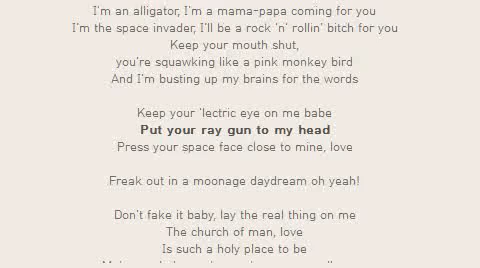 I'm an alligator, I'm a mama-papa coming for you
I'm the space invader, I'll be a rock 'n' rollin' bitch for you
Keep your mouth shut,
you're squawking like a pink monkey bird
And I'm busting up my brains for the words
Keep your 'lectric eye on me babe
Put your ray gun to my head
Press your space face close to mine, love
Freak out in a moonage daydream oh yeah!
Don't fake it baby, lay the real thing on me
The church of man, love
Is such a holy place to be